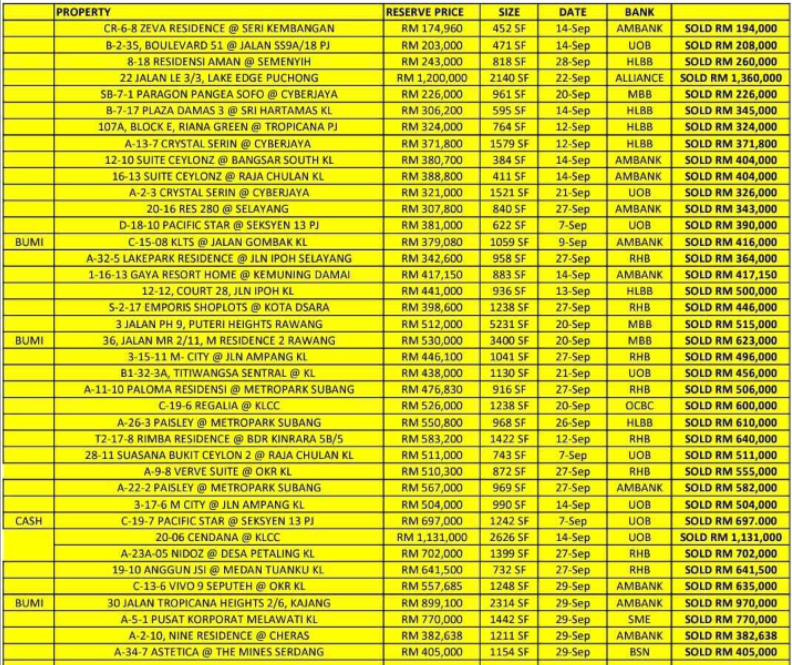 PROPERTY RESERVE PRICE SIZE DATE BANK
CR-6-8 ZEVA RESIDENCE @ SERI KEMBANGAN RM 174,960 452 SF 14-Sep AMBANK SOLD RM 194,000
B-2-35, BOULEVARD 51 @ JALAN SS9A/18 PJ RM 203,000 471 SF 14-Sep UOB SOLD RM 208,000
8-18 RESIDENSI AMAN @ SEMENYIH RM 243,000 818 SF 28-Sep HLBB SOLD RM 260,000
22 JALAN LE 3/3, LAKE EDGE PUCHONG RM 1,200,000 2140 SF 22-Sep ALLIANCE SOLD RM 1,360,000
SB-7-1 PARAGON PANGEA SOFO @ CYBERJAYA RM 226,000 961 SF 20-Sep MBB SOLD RM 226,000
B-7-17 PLAZA DAMAS 3 @ SRI HARTAMAS KL RM 306,200 595 SF 14-Sep HLBB SOLD RM 345,000
107A, BLOCK E, RIANA GREEN @ TROPICANA PJ RM 324,000 764 SF 12-Sep HLBB SOLD RM 324,000
A-13-7 CRYSTAL SERIN @ CYBERJAYA RM 371,800 1579 SF 12-Sep HLBB SOLD RM 371,800
12-10 SUITE CEYLONZ @ BANGSAR SOUTH KL RM 380,700 384 SF 14-Sep AMBANK SOLD RM 404,000
16-13 SUITE CEYLONZ @ RAJA CHULAN KL RM 388,800 411 SF 14-Sep AMBANK SOLD RM 404,000
A-2-3 CRYSTAL SERIN @ CYBERJAYA RM 321,000 1521 SF 21-Sep UOB SOLD RM 326,000
20-16 RES 280 @ SELAYANG RM 307,800 840 SF 27-Sep AMBANK SOLD RM 343,000
D-18-10 PACIFIC STAR @ SEKSYEN 13 PJ RM 381,000 622 SF 7-Sep UOB SOLD RM 390,000
BUMI C-15-08 KLTS @ JALAN GOMBAK KL RM 379,080 1059 SF 9-Sep AMBANK SOLD RM 416,000
A-32-5 LAKEPARK RESIDENCE @ JLN IPOH SELAYANG RM 342,600 958 SF 27-Sep RHB SOLD RM 364,000
1-16-13 GAYA RESORT HOME @ KEMUNING DAMAI RM 417,150 883 SF 14-Sep AMBANK SOLD RM 417,150
12-12, COURT 28, JLN IPOH KL RM 441,000 936 SF 13-Sep HLBB SOLD RM 500,000
S-2-17 EMPORIS SHOPLOTS @ KOTA DSARA RM 398,600 1238 SF 27-Sep RHB SOLD RM 446,000
3 JALAN PH 9, PUTERI HEIGHTS RAWANG RM 512,000 5231 SF 20-Sep MBB SOLD RM 515,000
BUMI 36, JALAN MR 2/11, M RESIDENCE 2 RAWANG RM 530,000 3400 SF 20-Sep MBB SOLD RM 623,000
3-15-11 M- CITY @ JLN AMPANG KL RM 446,100 1041 SF 27-Sep RHB SOLD RM 496,000
B1-32-3A, TITIWANGSA SENTRAL @ KL RM 438,000 1130 SF 21-Sep UOB SOLD RM 456,000
A-11-10 PALOMA RESIDENSI @ METROPARK SUBANG RM 476,830 916 SF 27-Sep RHB SOLD RM 506,000
C-19-6 REGALIA @ KLCC RM 526,000 1238 SF 20-Sep OCBC SOLD RM 600,000
A-26-3 PAISLEY @ METROPARK SUBANG RM 550,800 968 SF 26-Sep HLBB SOLD RM 610,000
T2-17-8 RIMBA RESIDENCE @ BDR KINRARA 5B/5 RM 583,200 1422 SF 12-Sep RHB SOLD RM 640,000
28-11 SUASANA BUKIT CEYLON 2 @ RAJA CHULAN KL RM 511,000 743 SF 7-Sep UOB SOLD RM 511,000
A-9-8 VERVE SUITE @ OKR KL RM 510,300 872 SF 27-Sep RHB SOLD RM 555,000
A-22-2 PAISLEY @ METROPARK SUBANG RM 567,000 969 SF 27-Sep AMBANK SOLD RM 582,000
3-17-6 M CITY @ JLN AMPANG KL RM 504,000 990 SF 14-Sep UOB SOLD RM 504,000
CASH C-19-7 PACIFIC STAR @ SEKSYEN 13 PJ RM 697,000 1242 SF 7-Sep UOB SOLD RM 697.000
20-06 CENDANA @ KLCC RM 1,131,000 2626 SF 14-Sep UOB SOLD RM 1,131,000
A-23A-05 NIDOZ @ DESA PETALING KL RM 702,000 1399 SF 27-Sep RHB SOLD RM 702,000
19-10 ANGGUN JSI @ MEDAN TUANKU KL RM 641,500 732 SF 27-Sep RHB SOLD RM 641,500
C-13-6 VIVO 9 SEPUTEH @ OKR KL RM 557,685 1248 SF 29-Sep AMBANK SOLD RM 635,000
BUMI 30 JALAN TROPICANA HEIGHTS 2/6, KAJANG RM 899,100 2314 SF 29-Sep AMBANK SOLD RM 970,000
A-5-1 PUSAT KORPORAT MELAWATI KL RM 770,000 1442 SF 29-Sep SME SOLD RM 770,000
A-2-10, NINE RESIDENCE @ CHERAS RM 382,638 1211 SF 29-Sep AMBANK SOLD RM 382,638
A-34-7 ASTETICA @ THE MINES SERDANG RM 405,000 1154 SF 29-Sep BSN SOLD RM 405,000